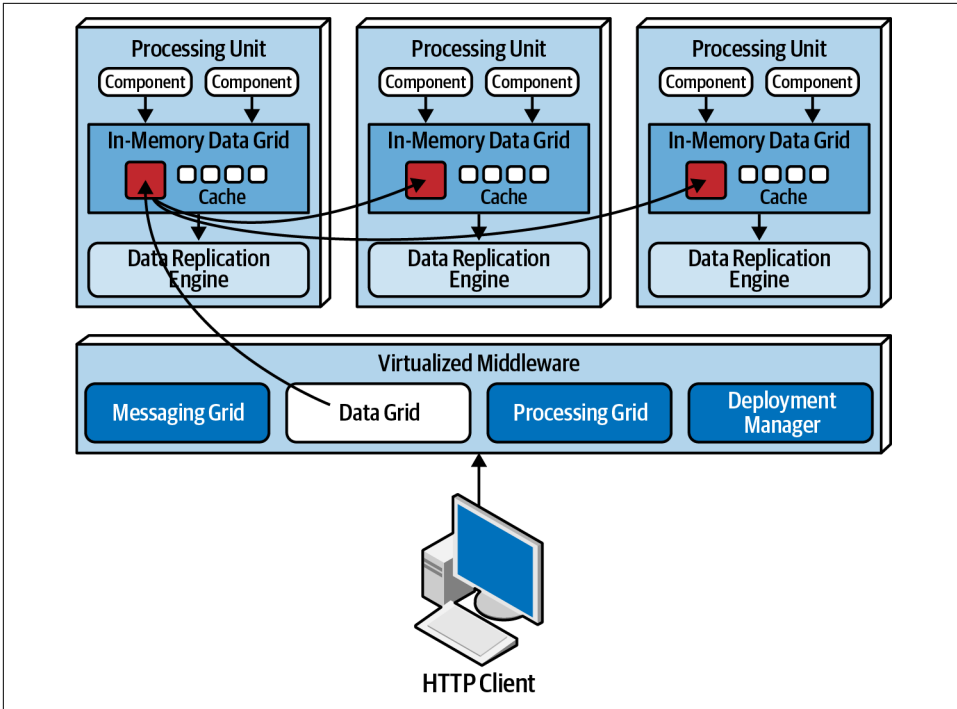 Processing Unit
Component
Component
In-Memory Data Grid
Cache
Data Replication
Engine
Processing Unit
Component
Component
In-Memory Data Grid
Cache
Data Replication
Engine
Processing Unit
Component
Component
In-Memory Data Grid
Cache
Data Replication
Engine
Virtualized Middleware
Messaging Grid
Data Grid
Processing Grid
Deployment
Manager
HTTP Client